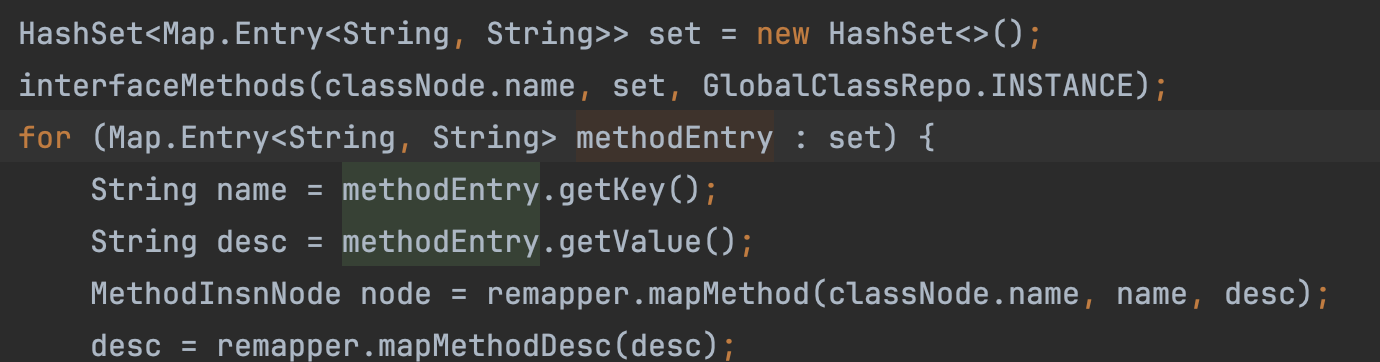 HashSet<Map.Entry<String, String>> set = new HashSet<>();
interfaceMethods(classNode.name, set, GlobalClassRepo.INSTANCE);
for (Map.Entry<String, String> methodEntry : set) {
    String name = methodEntry.getKey();
    String desc = methodEntry.getValue();
    MethodInsnNode node = remapper.mapMethod(classNode.name, name, desc);
    desc = remapper.mapMethodDesc(desc);